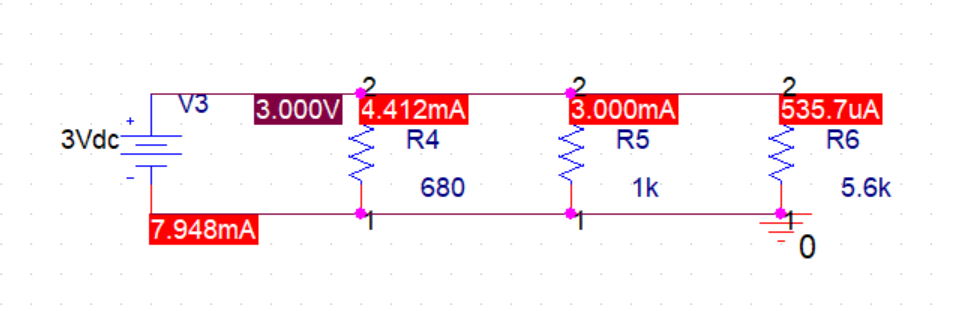 2 2 2
V3 3.000V 4.412mA 3.000mA 535.7uA
+
3Vdc R4 R5 R6
-
680 1k 5.6k
7.948mA 1 1 1
0